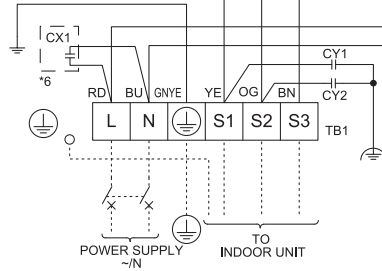 CX1
*6
CY1
CY2
RD BU GNYE YE OG BN
L N S1 S2 S3
TB1
POWER SUPPLY
~/N
TO
INDOOR UNIT